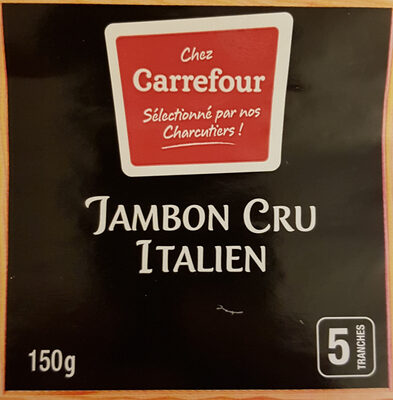 Chez
Carrefour
Sélectionné par nos
Charcutiers !
JAMBON CRU
ITALIEN
150g
5
TRANCHES